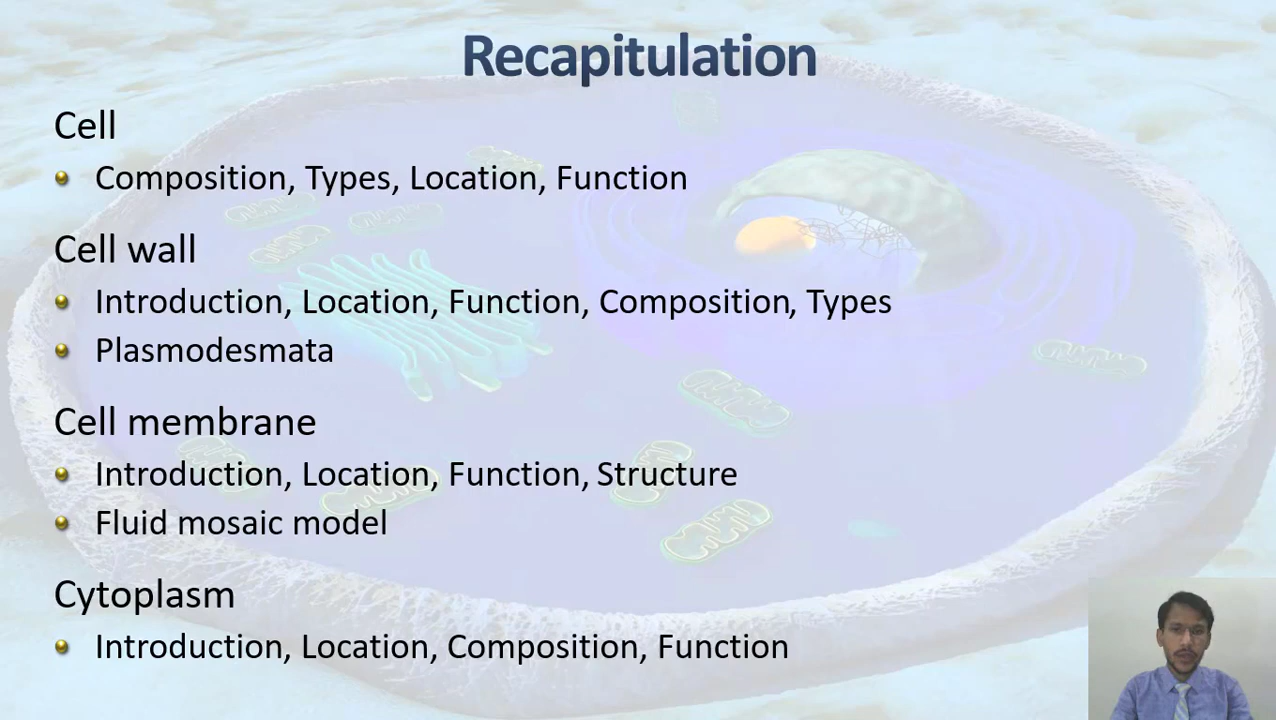 Recapitulation
Cell
Composition, Types, Location, Function
Cell wall
Introduction, Location, Function, Composition, Types
Plasmodesmata
Cell membrane
Introduction, Location, Function, Structure
Fluid mosaic model
Cytoplasm
Introduction, Location, Composition, Function